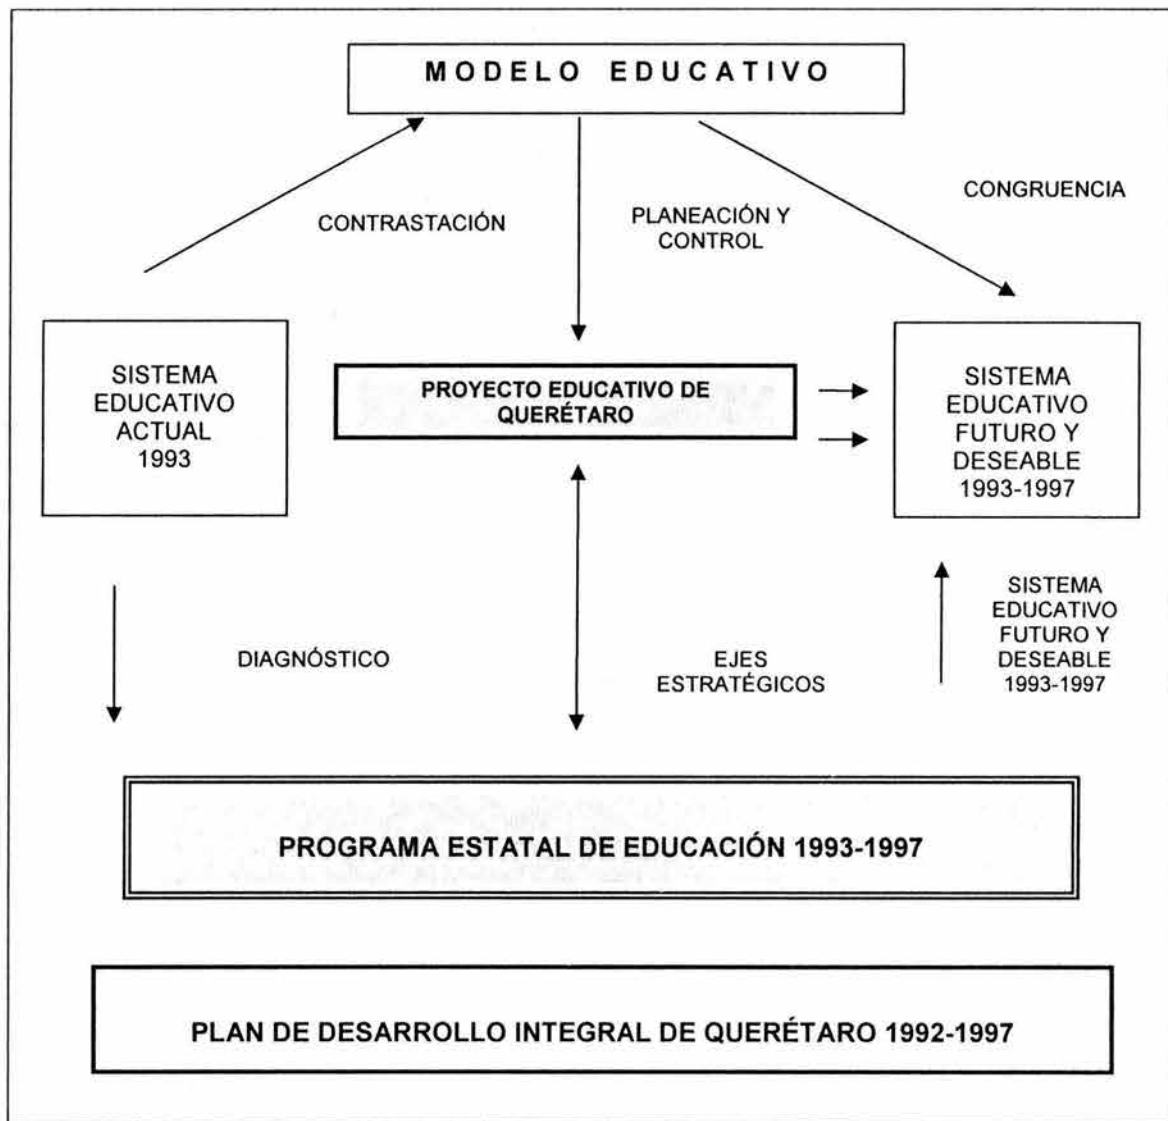 MODELO EDUCATIVO
CONTRASTACIÓN
PLANEACIÓN Y
CONTROL
CONGRUENCIA
SISTEMA
EDUCATIVO
ACTUAL
1993
PROYECTO EDUCATIVO DE
QUERÉTARO
SISTEMA
EDUCATIVO
FUTURO Y
DESEABLE
1993-1997
DIAGNÓSTICO
EJES
ESTRATÉGICOS
SISTEMA
EDUCATIVO
FUTURO Y
DESEABLE
1993-1997
PROGRAMA ESTATAL DE EDUCACIÓN 1993-1997
PLAN DE DESARROLLO INTEGRAL DE QUERÉTARO 1992-1997